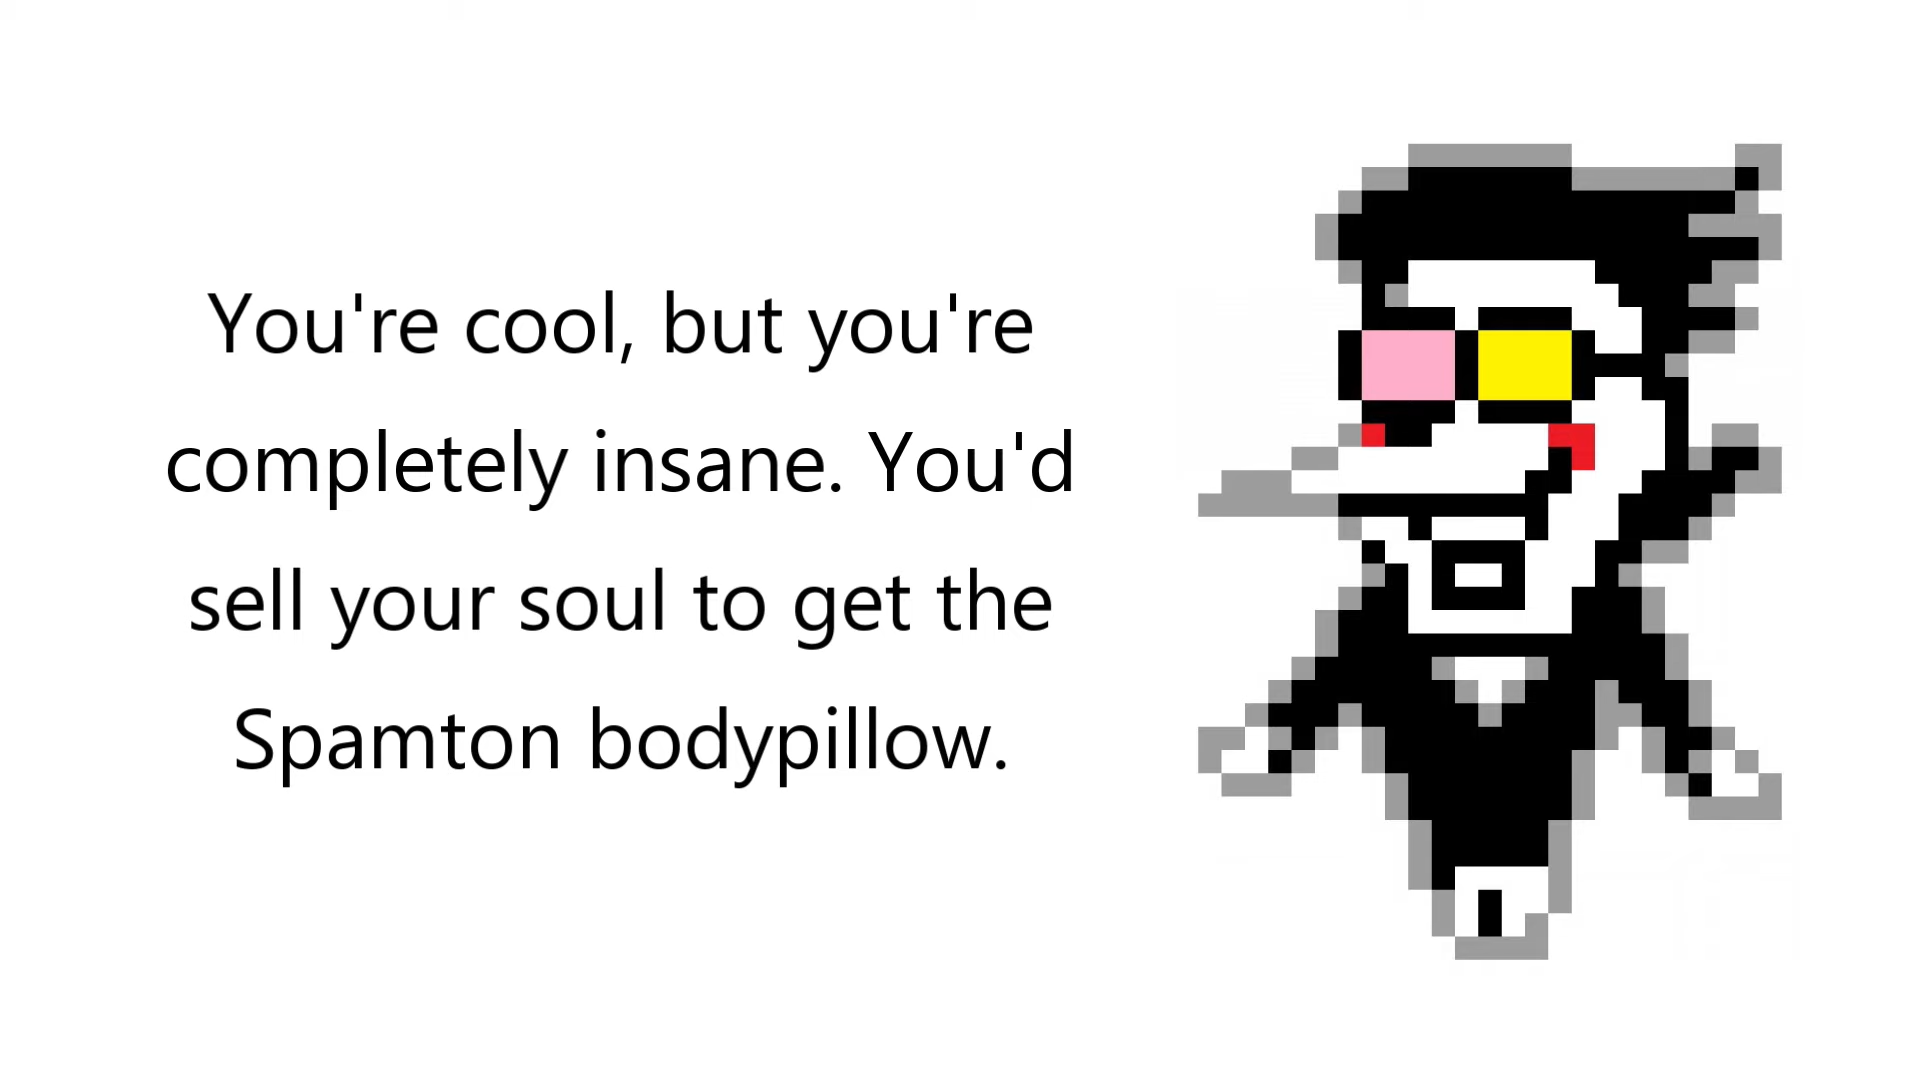 You're cool, but you're
completely insane. You'd
sell your soul to get the
Spamton bodypillow.